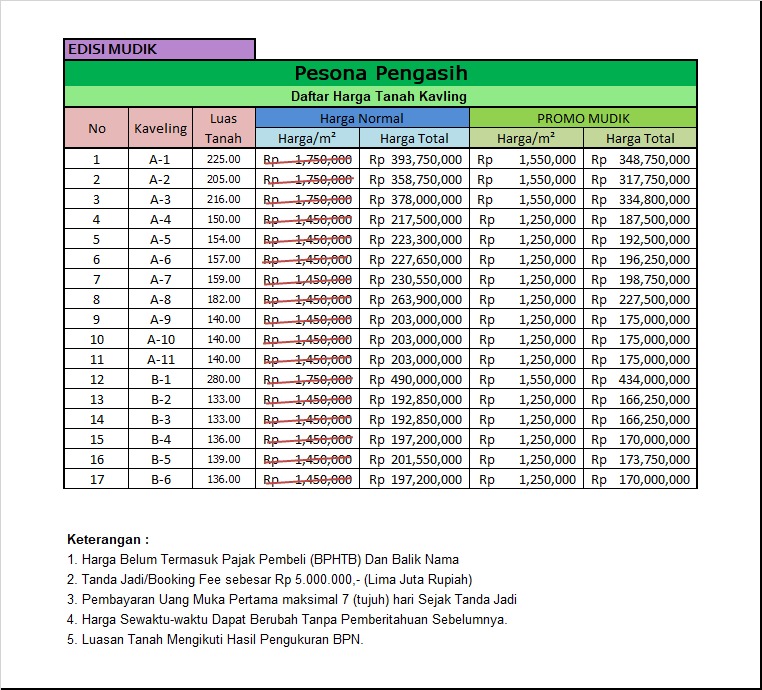 EDISI MUDIK
Pesona Pengasih
Daftar Harga Tanah Kavling
No Kaveling Luas Tanah Harga Normal PROMO MUDIK
Harga/m² Harga Total Harga/m² Harga Total
1 A-1 225.00 Rp 1,750,000 Rp 393,750,000 Rp 1,550,000 Rp 348,750,000
2 A-2 205.00 Rp 1,750,000 Rp 358,750,000 Rp 1,550,000 Rp 317,750,000
3 A-3 216.00 Rp 1,750,000 Rp 378,000,000 Rp 1,550,000 Rp 334,800,000
4 A-4 150.00 Rp 1,450,000 Rp 217,500,000 Rp 1,250,000 Rp 187,500,000
5 A-5 154.00 Rp 1,450,000 Rp 223,300,000 Rp 1,250,000 Rp 192,500,000
6 A-6 157.00 Rp 1,450,000 Rp 227,650,000 Rp 1,250,000 Rp 196,250,000
7 A-7 159.00 Rp 1,450,000 Rp 230,550,000 Rp 1,250,000 Rp 198,750,000
8 A-8 182.00 Rp 1,450,000 Rp 263,900,000 Rp 1,250,000 Rp 227,500,000
9 A-9 140.00 Rp 1,450,000 Rp 203,000,000 Rp 1,250,000 Rp 175,000,000
10 A-10 140.00 Rp 1,450,000 Rp 203,000,000 Rp 1,250,000 Rp 175,000,000
11 A-11 140.00 Rp 1,450,000 Rp 203,000,000 Rp 1,250,000 Rp 175,000,000
12 B-1 280.00 Rp 1,750,000 Rp 490,000,000 Rp 1,550,000 Rp 434,000,000
13 B-2 133.00 Rp 1,450,000 Rp 192,850,000 Rp 1,250,000 Rp 166,250,000
14 B-3 133.00 Rp 1,450,000 Rp 192,850,000 Rp 1,250,000 Rp 166,250,000
15 B-4 136.00 Rp 1,450,000 Rp 197,200,000 Rp 1,250,000 Rp 170,000,000
16 B-5 139.00 Rp 1,450,000 Rp 201,550,000 Rp 1,250,000 Rp 173,750,000
17 B-6 136.00 Rp 1,450,000 Rp 197,200,000 Rp 1,250,000 Rp 170,000,000
Keterangan :
1. Harga Belum Termasuk Pajak Pembeli (BPHTB) Dan Balik Nama
2. Tanda Jadi/Booking Fee sebesar Rp 5.000.000,- (Lima Juta Rupiah)
3. Pembayaran Uang Muka Pertama maksimal 7 (tujuh) hari Sejak Tanda Jadi
4. Harga Sewaktu-waktu Dapat Berubah Tanpa Pemberitahuan Sebelumnya.
5. Luasan Tanah Mengikuti Hasil Pengukuran BPN.